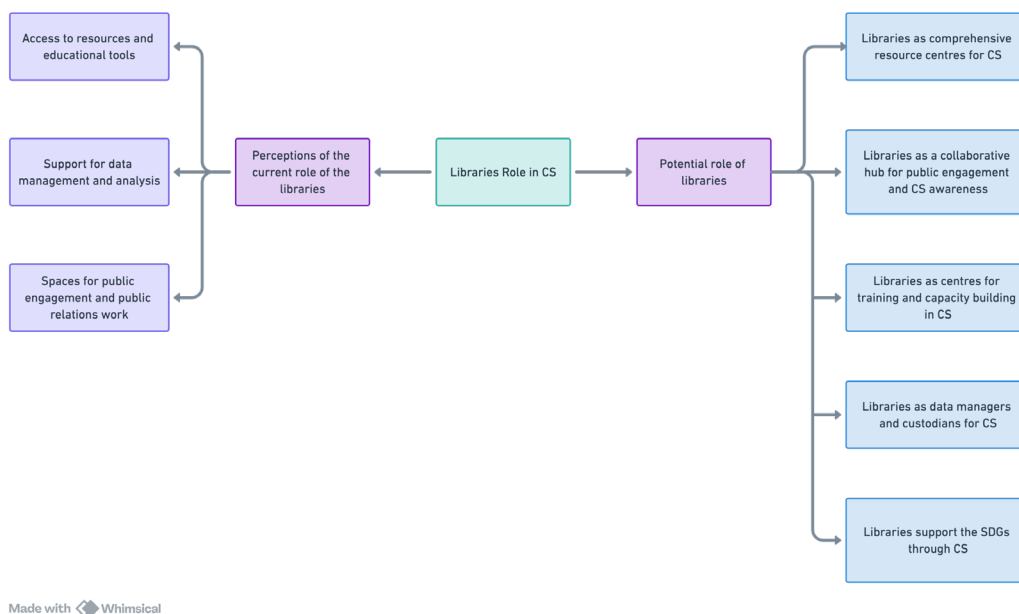 Access to resources and
educational tools
Support for data
management and analysis
Spaces for public
engagement and public
relations work
Perceptions of the
current role of the
libraries
Libraries Role in CS
Potential role of
libraries
Libraries as comprehensive
resource centres for CS
Libraries as a collaborative
hub for public engagement
and CS awareness
Libraries as centres for
training and capacity building
in CS
Libraries as data managers
and custodians for CS
Libraries support the SDGs
through CS
Made with Whimsical